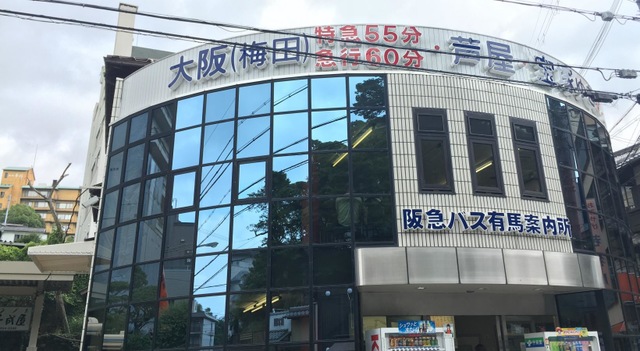 大阪(梅田) 特急55分 ・芦屋
急行60分
阪急バス有馬案内所